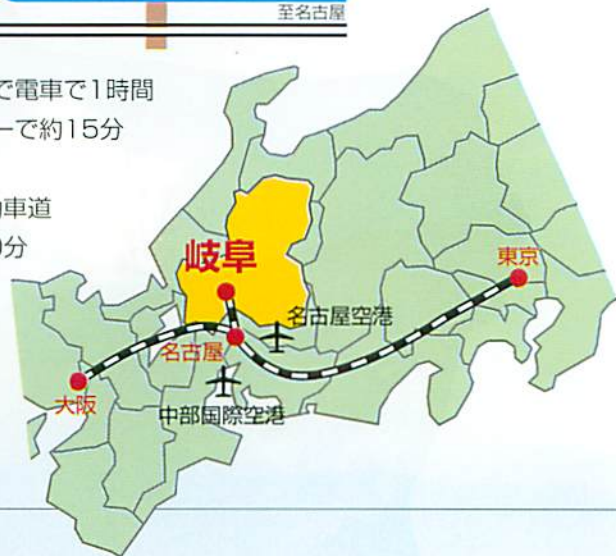 至名古屋
で電車で1時間
ーで約15分
車道
分
岐阜
東京
名古屋空港
名古屋
大阪
中部国際空港